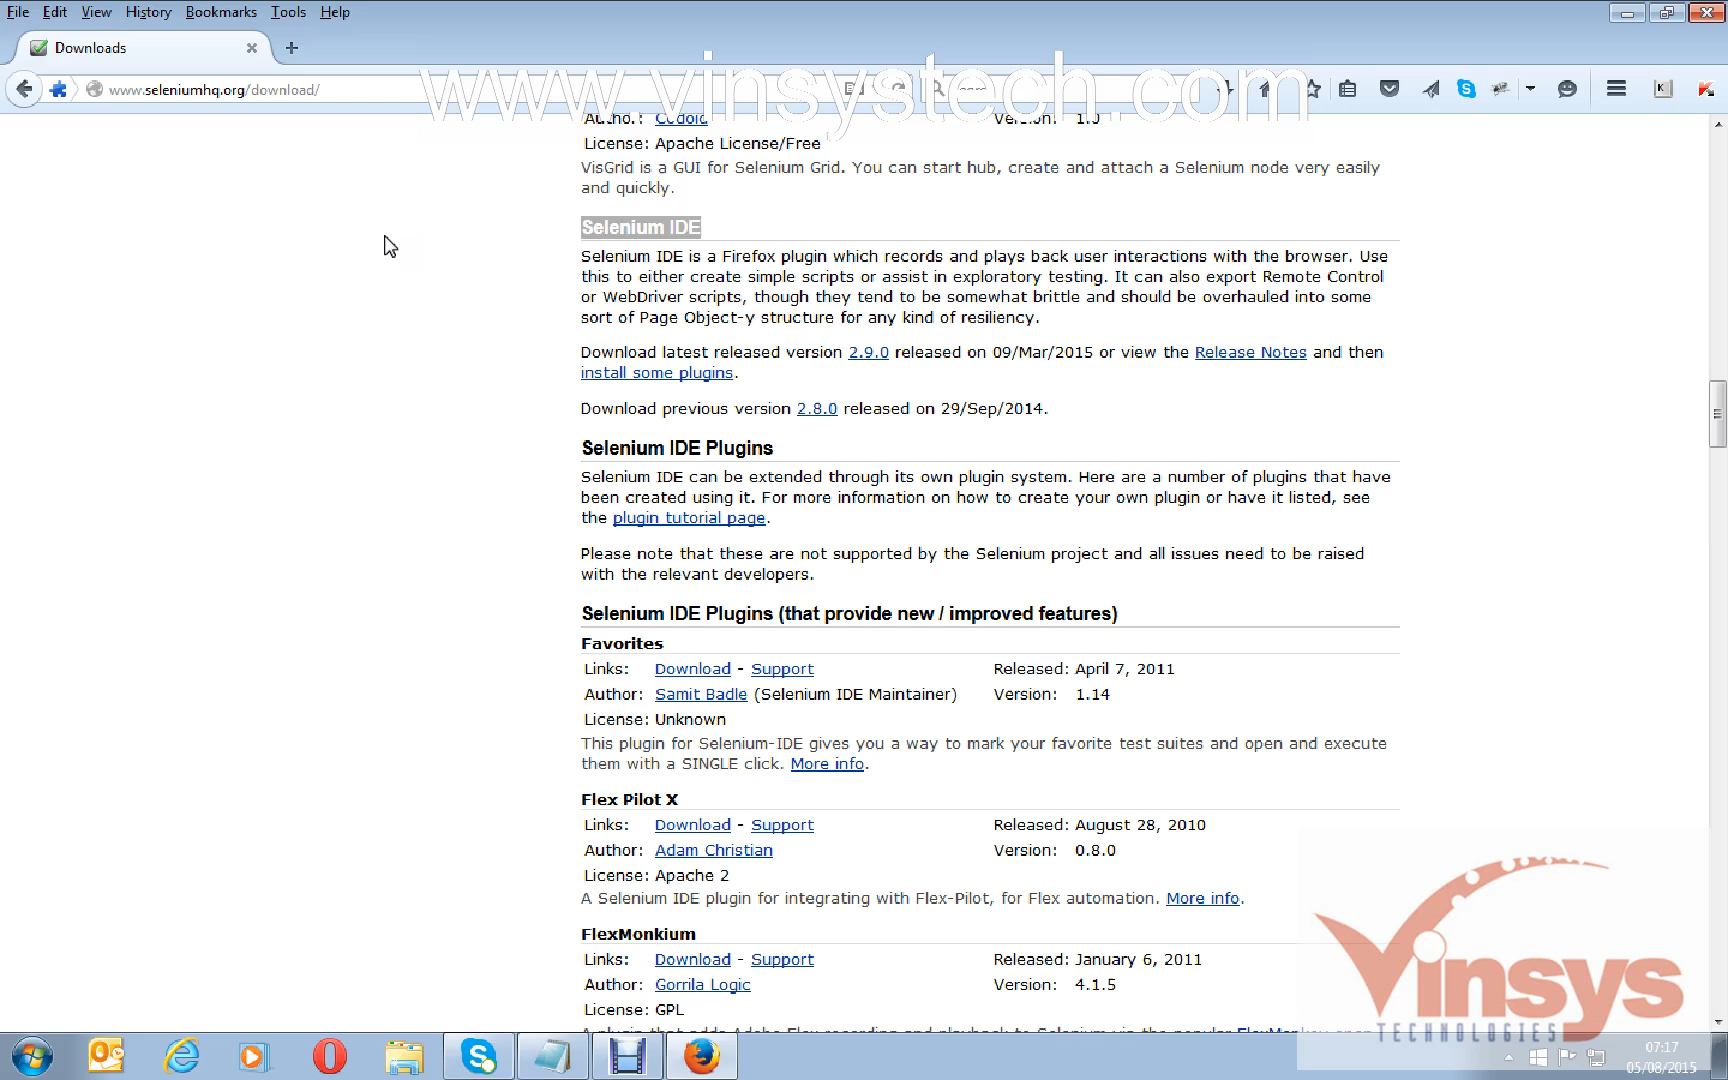 File Edit View History Bookmarks Tools Help
Downloads
www.seleniumhq.org/download/
www.vinsystech.com
Author: Codoid Version: 1.0
License: Apache License/Free
VisGrid is a GUI for Selenium Grid. You can start hub, create and attach a Selenium node very easily
and quickly.
Selenium IDE
Selenium IDE is a Firefox plugin which records and plays back user interactions with the browser. Use
this to either create simple scripts or assist in exploratory testing. It can also export Remote Control
or WebDriver scripts, though they tend to be somewhat brittle and should be overhauled into some
sort of Page Object-y structure for any kind of resiliency.
Download latest released version 2.9.0 released on 09/Mar/2015 or view the Release Notes and then
install some plugins.
Download previous version 2.8.0 released on 29/Sep/2014.
Selenium IDE Plugins
Selenium IDE can be extended through its own plugin system. Here are a number of plugins that have
been created using it. For more information on how to create your own plugin or have it listed, see
the plugin tutorial page.
Please note that these are not supported by the Selenium project and all issues need to be raised
with the relevant developers.
Selenium IDE Plugins (that provide new / improved features)
Favorites
Links: Download - Support Released: April 7, 2011
Author: Samit Badle (Selenium IDE Maintainer) Version: 1.14
License: Unknown
This plugin for Selenium-IDE gives you a way to mark your favorite test suites and open and execute
them with a SINGLE click. More info.
Flex Pilot X
Links: Download - Support Released: August 28, 2010
Author: Adam Christian Version: 0.8.0
License: Apache 2
A Selenium IDE plugin for integrating with Flex-Pilot, for Flex automation. More info.
FlexMonkium
Links: Download - Support Released: January 6, 2011
Author: Gorrila Logic Version: 4.1.5
License: GPL
A plugin that adds Adobe Flex recording and playback to Selenium via the popular FlexMonkey open
Vinsys
TECHNOLOGIES
07:17
05/08/2015